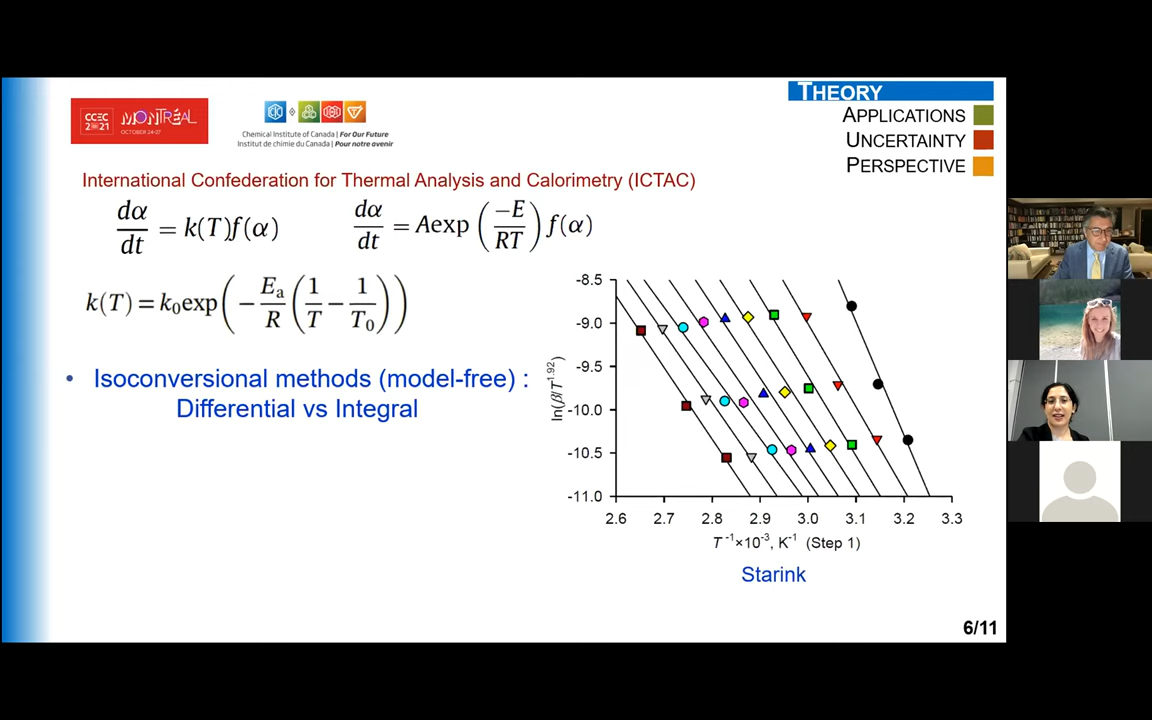 THEORY
APPLICATIONS
UNCERTAINTY
PERSPECTIVE
CCEC 2021
MONTRÉAL
OCTOBER 24-27
Chemical Institute of Canada | For Our Future
Institut de chimie du Canada | Pour notre avenir
International Confederation for Thermal Analysis and Calorimetry (ICTAC)
dα/dt = k(T)f(α)
dα/dt = Aexp(−E/RT) f(α)
k(T) = k₀exp(−Eₐ/R (1/T − 1/T₀))
• Isoconversional methods (model-free) :
Differential vs Integral
ln(β/T^1.92)
-8.5
-9.0
-9.5
-10.0
-10.5
-11.0
2.6 2.7 2.8 2.9 3.0 3.1 3.2 3.3
T⁻¹×10⁻³, K⁻¹ (Step 1)
Starink
6/11